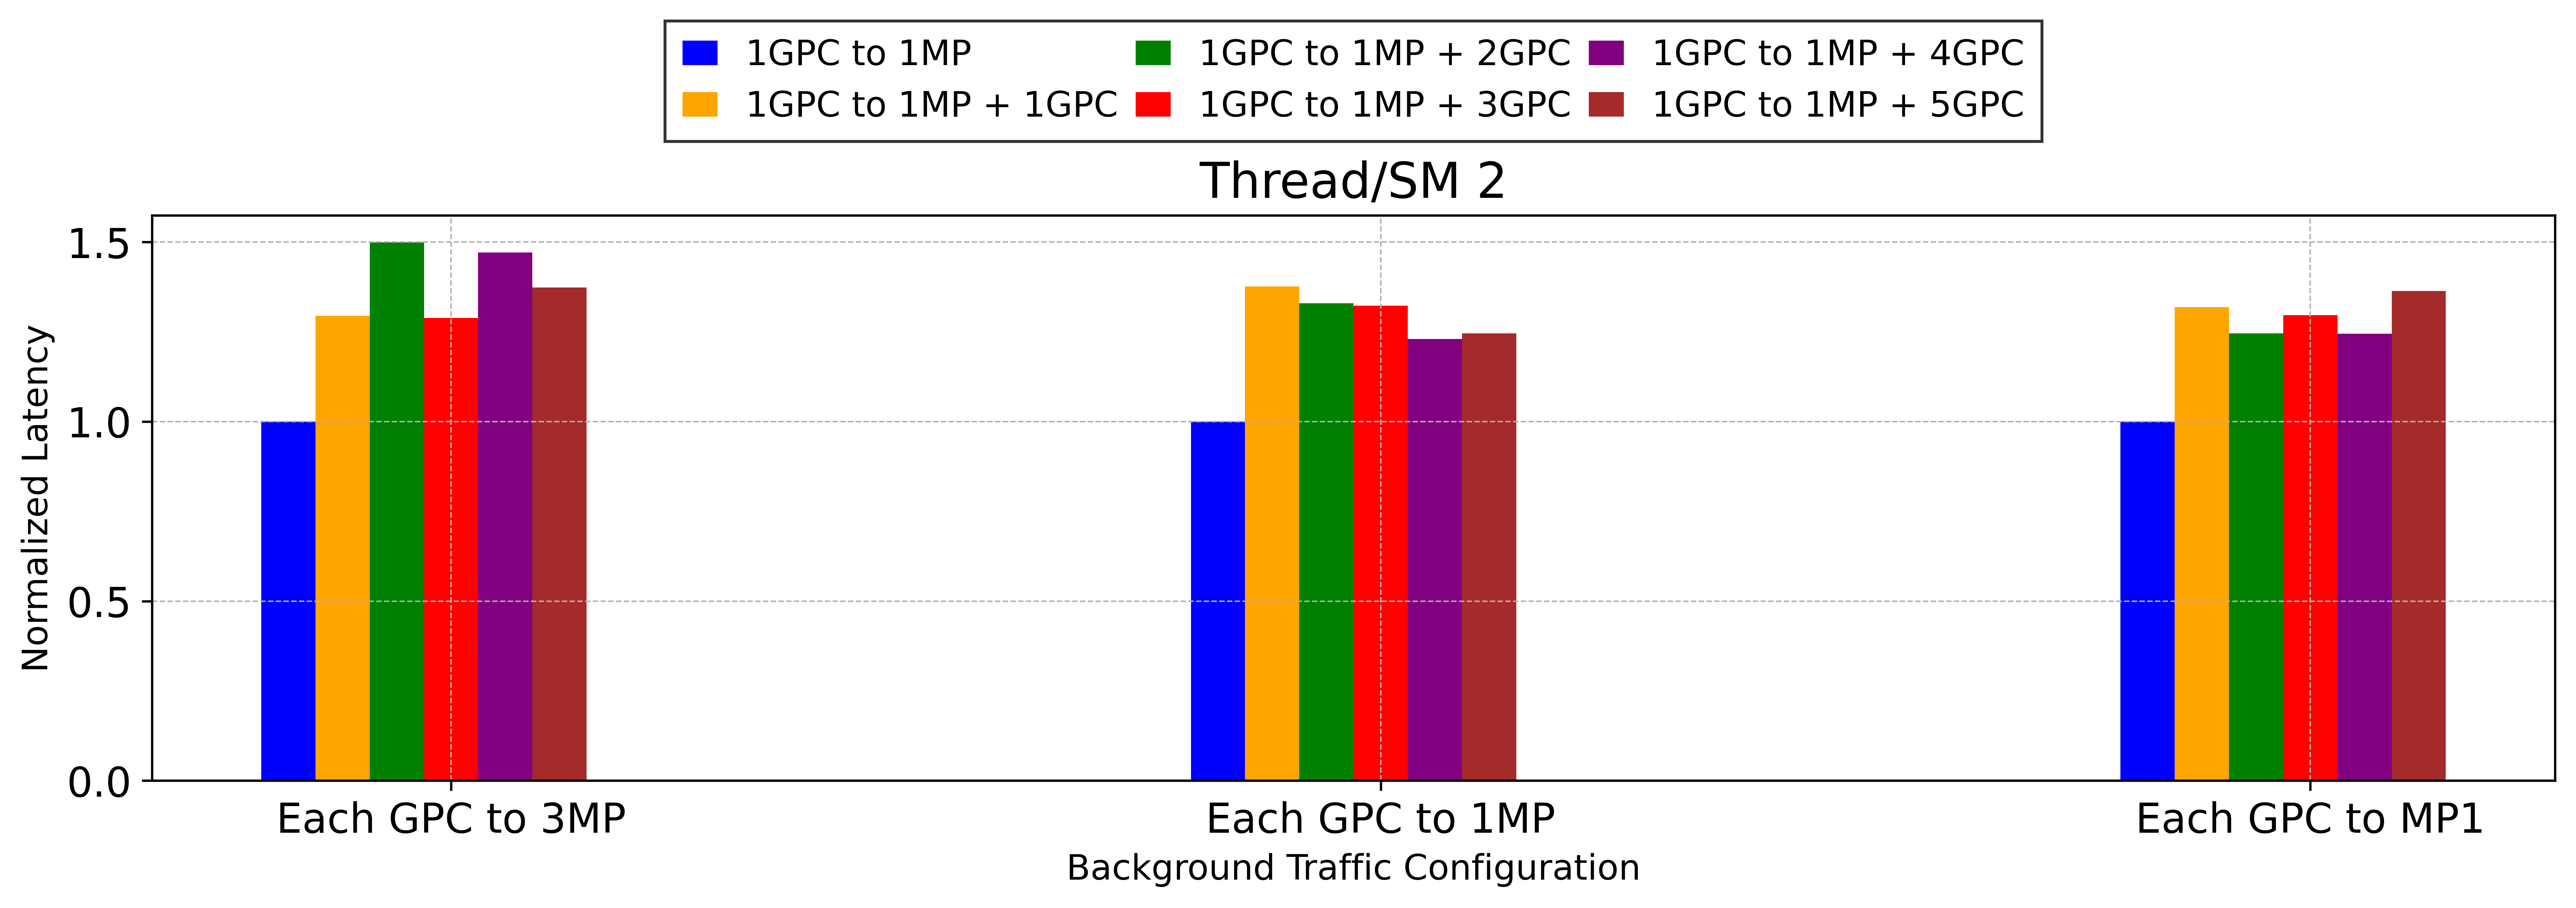 1GPC to 1MP
1GPC to 1MP + 1GPC
1GPC to 1MP + 2GPC
1GPC to 1MP + 3GPC
1GPC to 1MP + 4GPC
1GPC to 1MP + 5GPC
Thread/SM 2
Normalized Latency
1.5
1.0
0.5
0.0
Each GPC to 3MP
Each GPC to 1MP
Each GPC to MP1
Background Traffic Configuration